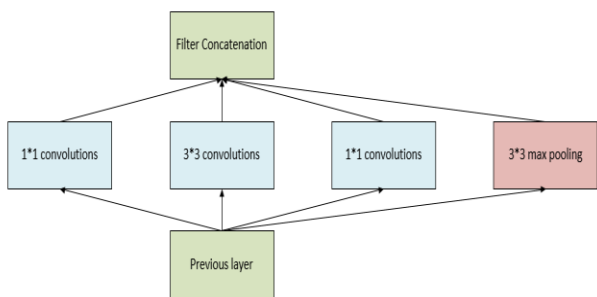 Filter Concatenation
1*1 convolutions
3*3 convolutions
1*1 convolutions
3*3 max pooling
Previous layer